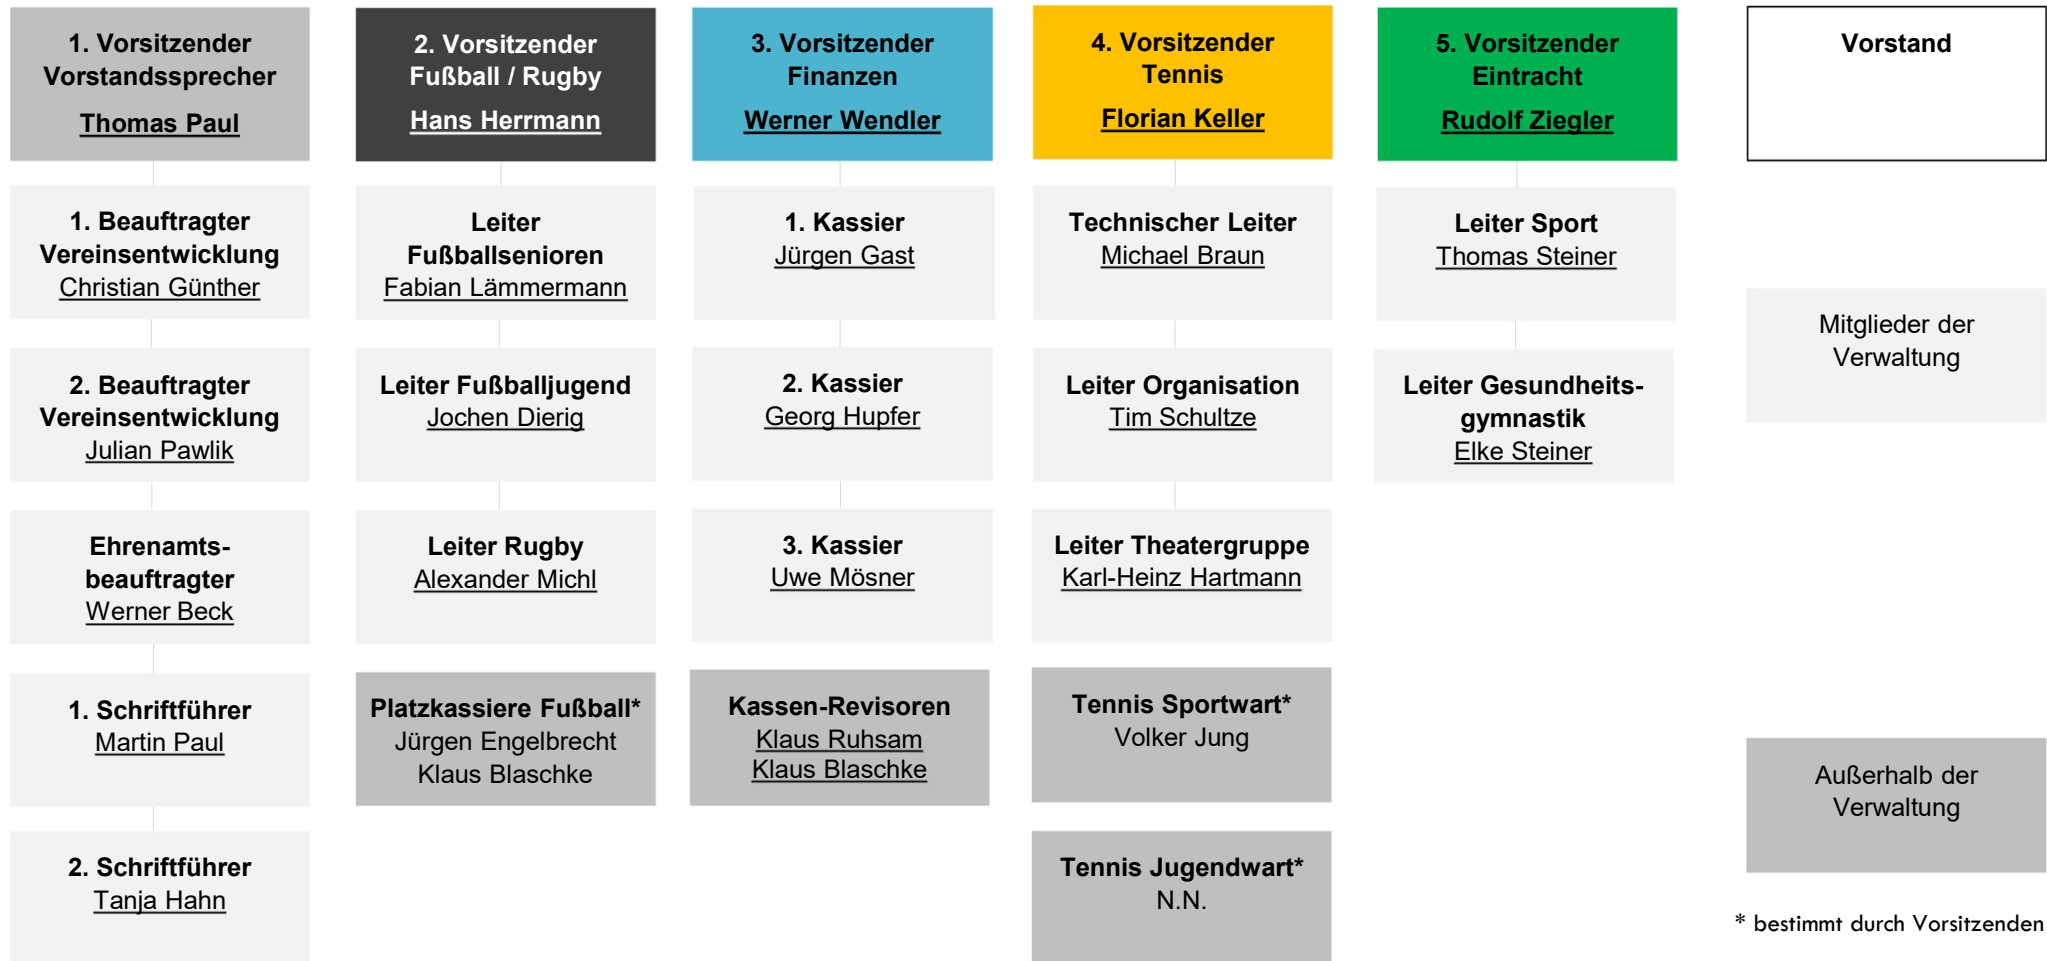 1. Vorsitzender
Vorstandssprecher
Thomas Paul
2. Vorsitzender
Fußball / Rugby
Hans Herrmann
3. Vorsitzender
Finanzen
Werner Wendler
4. Vorsitzender
Tennis
Florian Keller
5. Vorsitzender
Eintracht
Rudolf Ziegler
Vorstand
1. Beauftragter
Vereinsentwicklung
Christian Günther
Leiter
Fußballsenioren
Fabian Lämmermann
1. Kassier
Jürgen Gast
Technischer Leiter
Michael Braun
Leiter Sport
Thomas Steiner
Mitglieder der
Verwaltung
2. Beauftragter
Vereinsentwicklung
Julian Pawlik
Leiter Fußballjugend
Jochen Dierig
2. Kassier
Georg Hupfer
Leiter Organisation
Tim Schultze
Leiter Gesundheits-
gymnastik
Elke Steiner
Ehrenamts-
beauftragter
Werner Beck
Leiter Rugby
Alexander Michl
3. Kassier
Uwe Mösner
Leiter Theatergruppe
Karl-Heinz Hartmann
1. Schriftführer
Martin Paul
Platzkassiere Fußball*
Jürgen Engelbrecht
Klaus Blaschke
Kassen-Revisoren
Klaus Ruhsam
Klaus Blaschke
Tennis Sportwart*
Volker Jung
Außerhalb der
Verwaltung
2. Schriftführer
Tanja Hahn
Tennis Jugendwart*
N.N.
* bestimmt durch Vorsitzenden